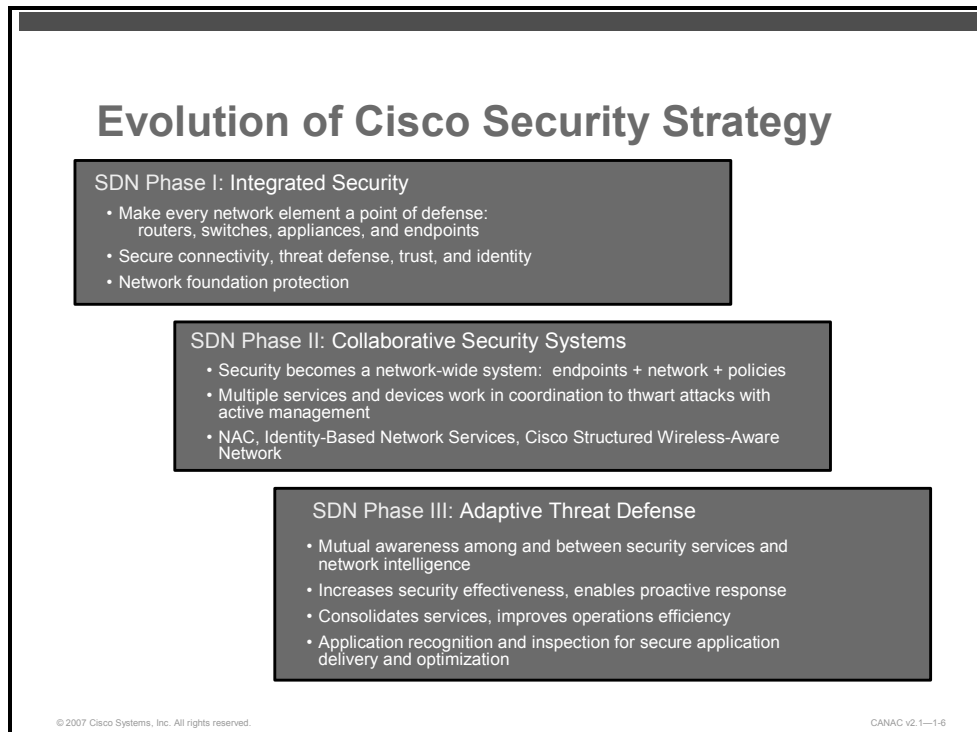 Evolution of Cisco Security Strategy
SDN Phase I: Integrated Security
• Make every network element a point of defense:
routers, switches, appliances, and endpoints
• Secure connectivity, threat defense, trust, and identity
• Network foundation protection
SDN Phase II: Collaborative Security Systems
• Security becomes a network-wide system:  endpoints + network + policies
• Multiple services and devices work in coordination to thwart attacks with
active management
• NAC, Identity-Based Network Services, Cisco Structured Wireless-Aware
Network
SDN Phase III: Adaptive Threat Defense
• Mutual awareness among and between security services and
network intelligence
• Increases security effectiveness, enables proactive response
• Consolidates services, improves operations efficiency
• Application recognition and inspection for secure application
delivery and optimization
© 2007 Cisco Systems, Inc. All rights reserved.
CANAC v2.1—1-6